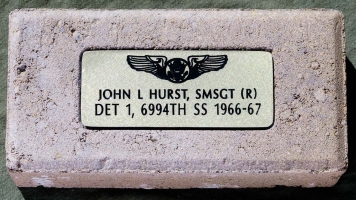 JOHN L HURST, SMSGT (R)
DET 1, 6994TH SS 1966-67